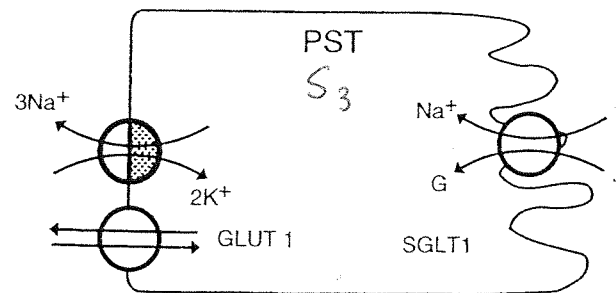 PST
S3
3Na+
Na+
2K+
G
GLUT 1
SGLT1